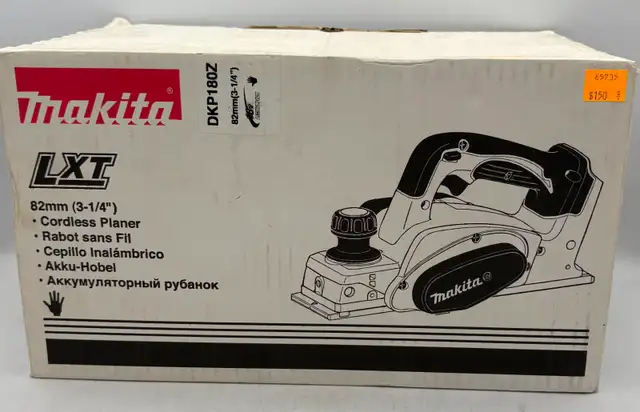 makita®
DKP180Z
82mm(3-1/4")
65735
$150
LXT
82mm (3-1/4")
· Cordless Planer
· Rabot sans Fil
· Cepillo Inalámbrico
· Akku-Hobel
· Аккумуляторный рубанок
makita